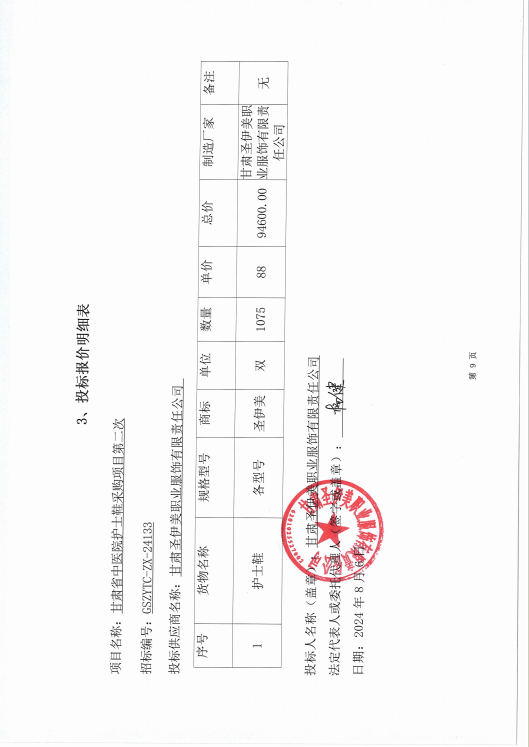 3、投标报价明细表
项目名称：甘肃省中医院护士鞋采购项目第二次
招标编号：GSZYTC-ZX-24133
投标供应商名称：甘肃圣伊美职业服饰有限责任公司
序号 货物名称 规格型号 商标 单位 数量 单价 总价 制造厂家 备注
1 护士鞋 各型号 圣伊美 双 1075 88 94600.00 甘肃圣伊美职业服饰有限责任公司 无
投标人名称（盖章）：甘肃圣伊美职业服饰有限责任公司
法定代表人或委托代理人（签字或盖章）：
日期：2024年8月6日
第 9 页